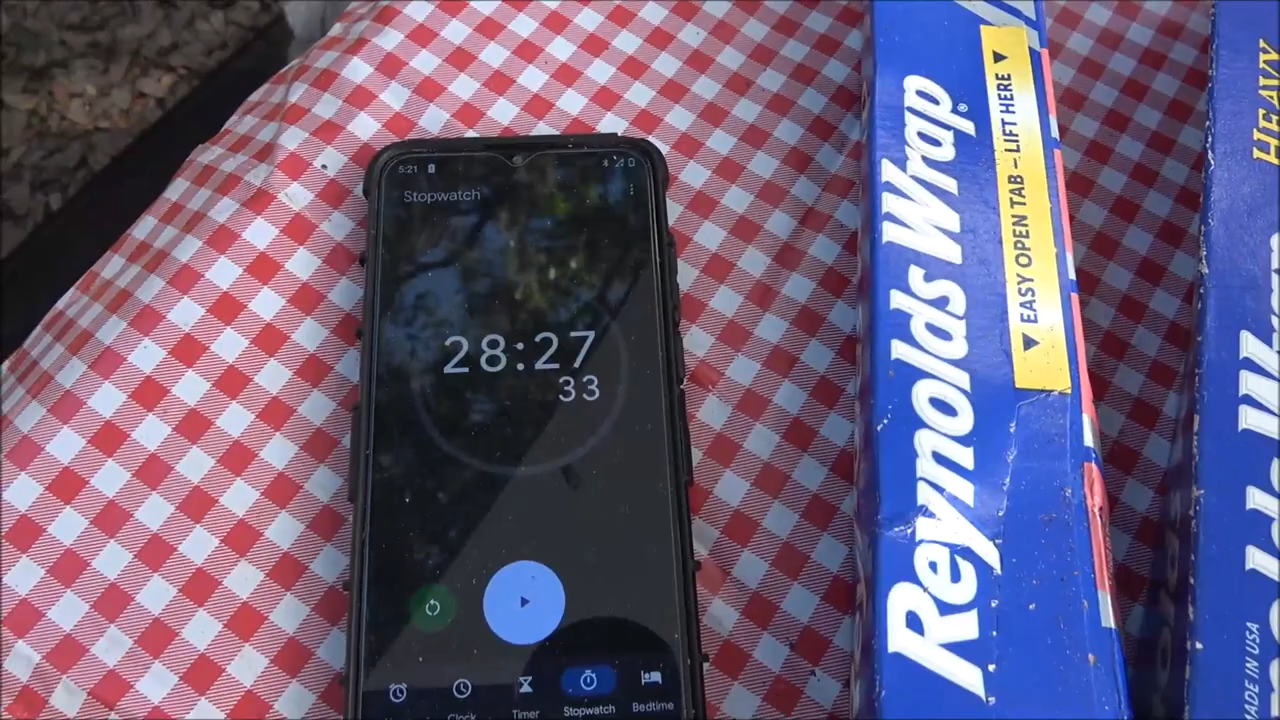 5:21
Stopwatch
28:27
33
Clock
Timer
Stopwatch
Bedtime
Reynolds Wrap®
EASY OPEN TAB – LIFT HERE
HEAVY
MADE IN USA